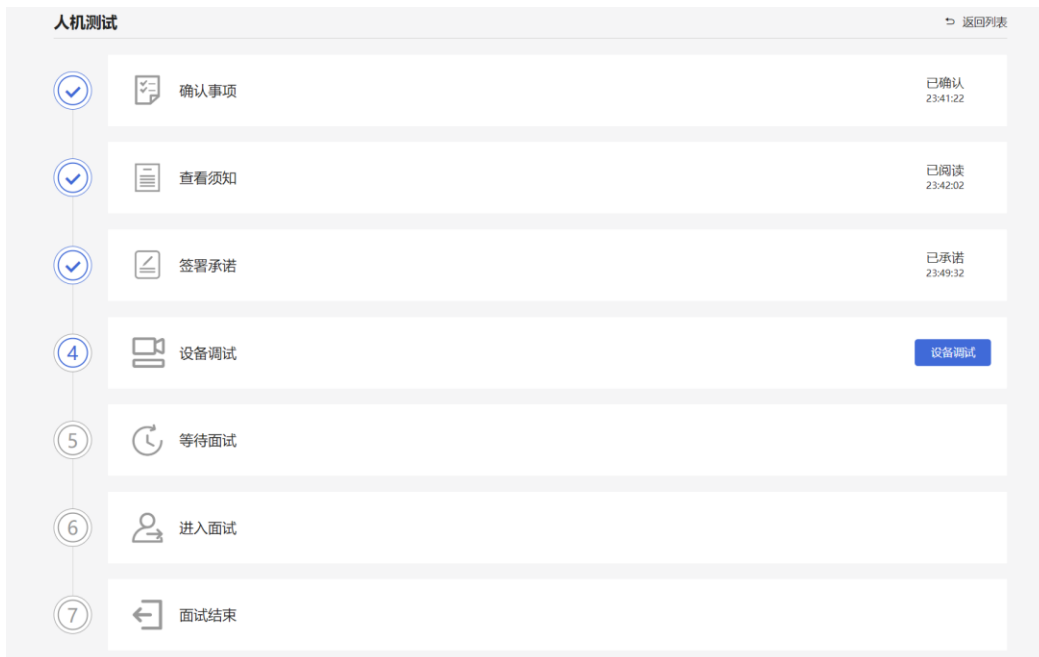 人机测试
返回列表
确认事项
已确认
23:41:22
查看须知
已阅读
23:42:02
签署承诺
已承诺
23:49:32
4
设备调试
设备调试
5
等待面试
6
进入面试
7
面试结束